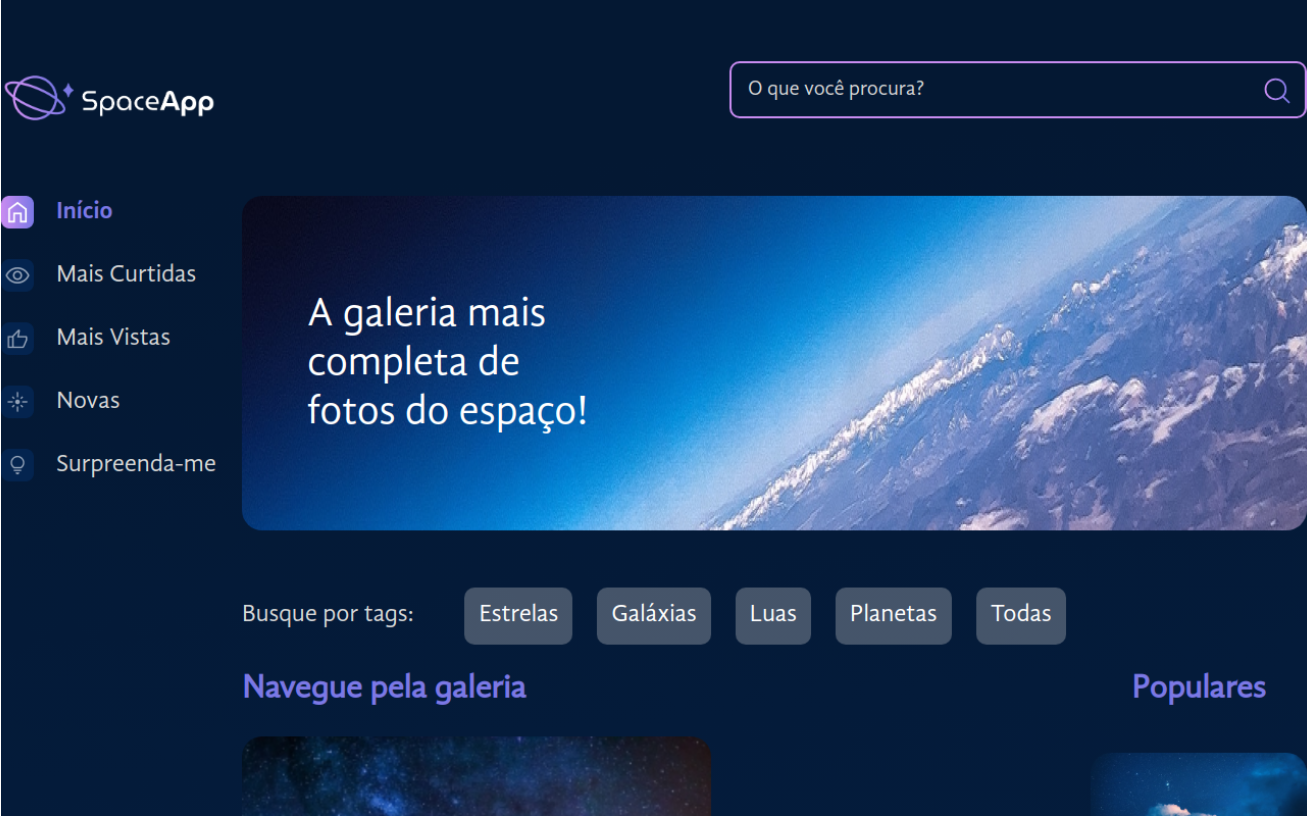 SpaceApp
O que você procura?
Início
Mais Curtidas
Mais Vistas
Novas
Surpreenda-me
A galeria mais
completa de
fotos do espaço!
Busque por tags:
Estrelas
Galáxias
Luas
Planetas
Todas
Navegue pela galeria
Populares